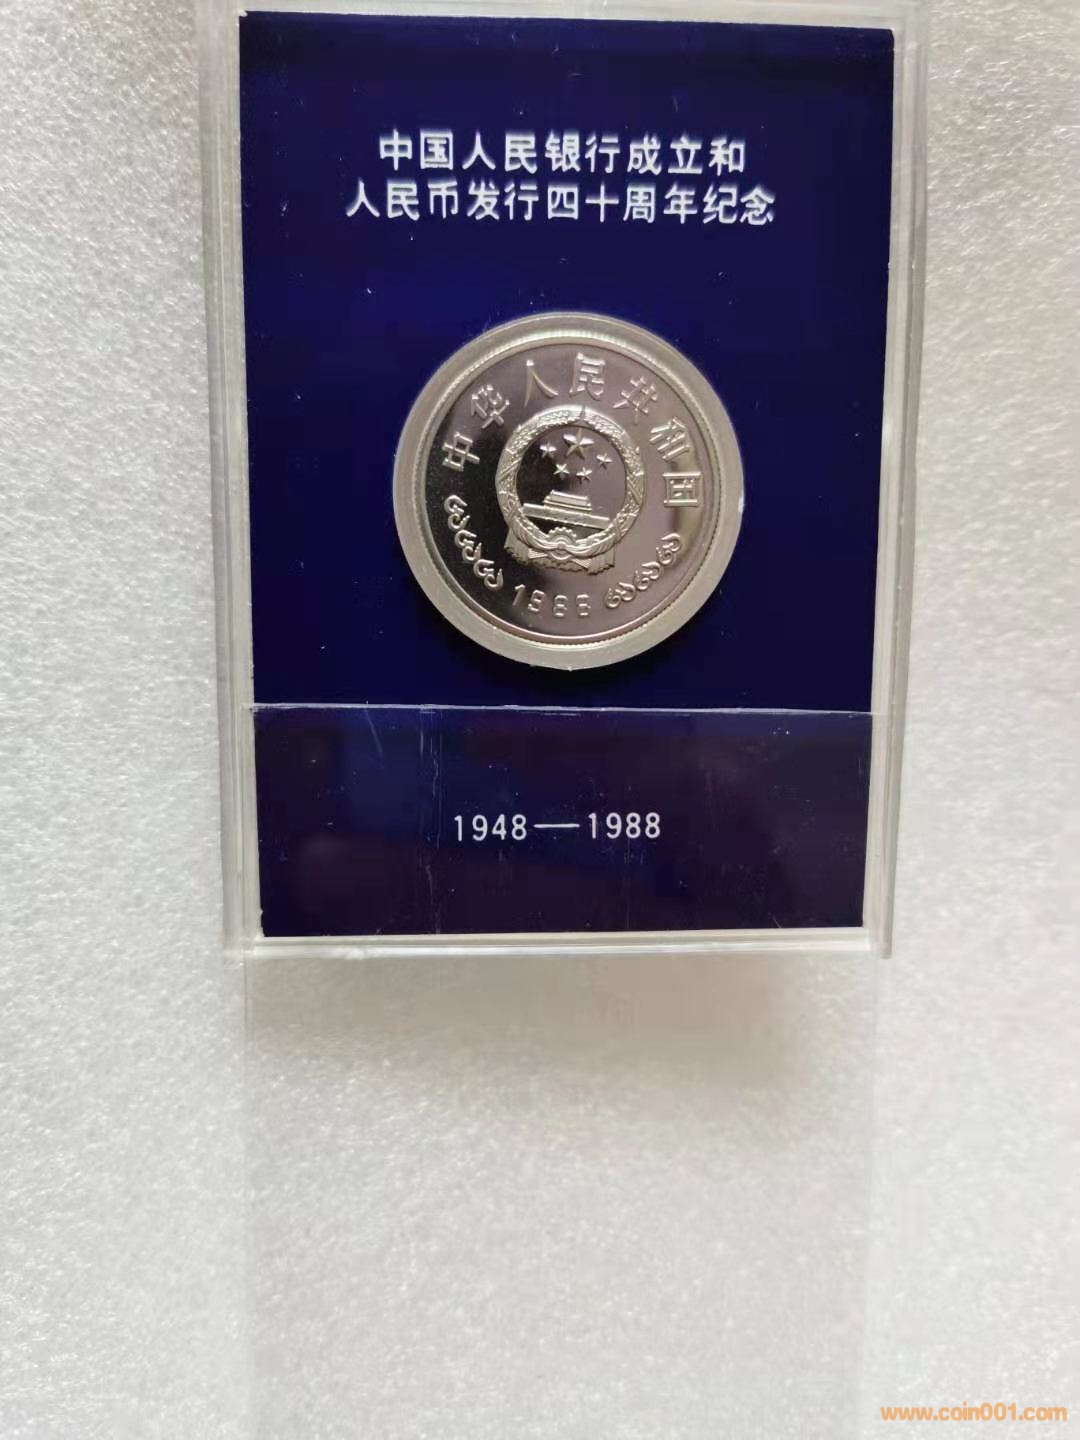 中国人民银行成立和
人民币发行四十周年纪念
中华人民共和国
1988
1948—1988
www.coin001.com